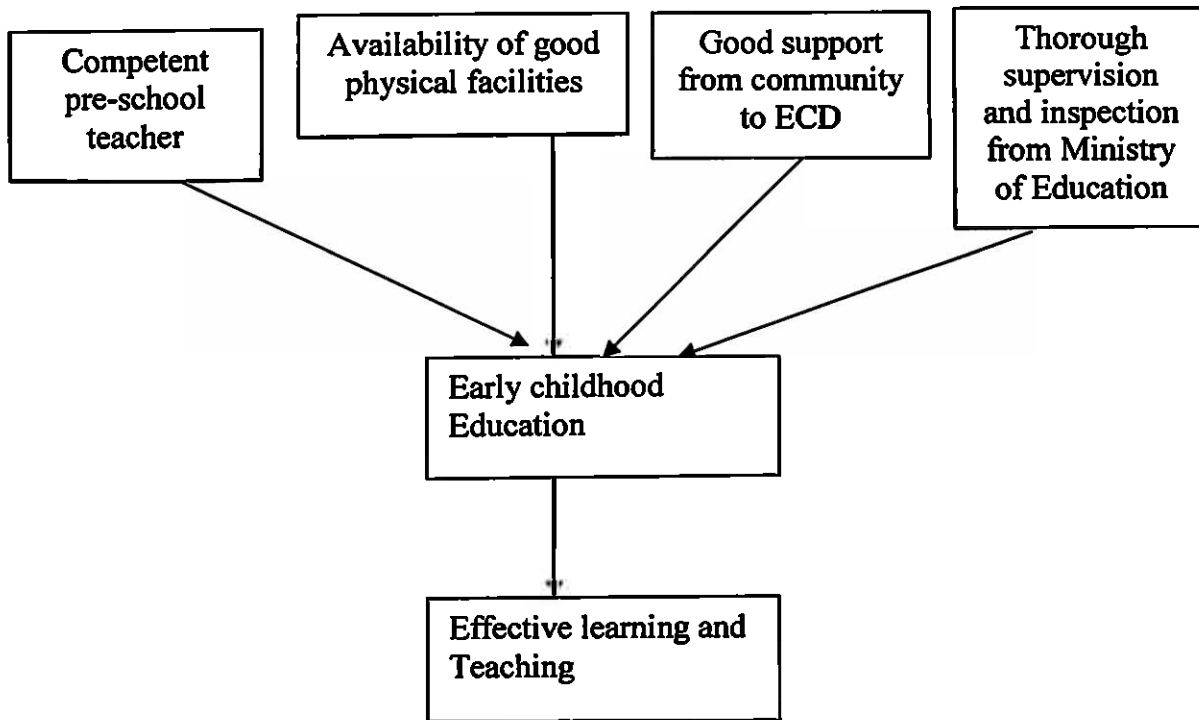 Competent
pre-school
teacher
Availability of good
physical facilities
Good support
from community
to ECD
Thorough
supervision
and inspection
from Ministry
of Education
Early childhood
Education
Effective learning and
Teaching